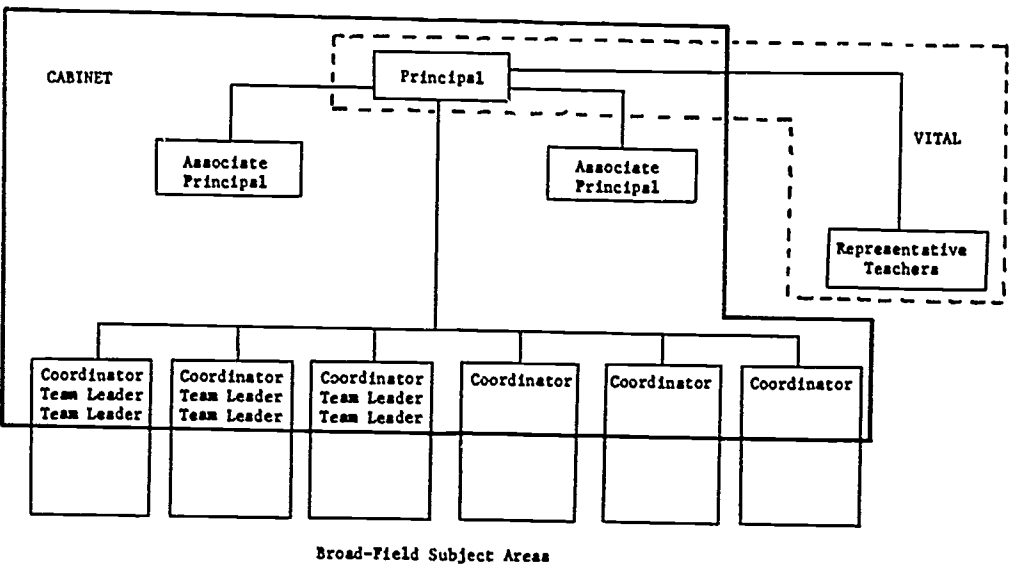 CABINET
Principal
VITAL
Associate
Principal
Associate
Principal
Representative
Teachers
Coordinator
Team Leader
Team Leader
Coordinator
Team Leader
Team Leader
Coordinator
Team Leader
Team Leader
Coordinator
Coordinator
Coordinator
Broad-Field Subject Areas